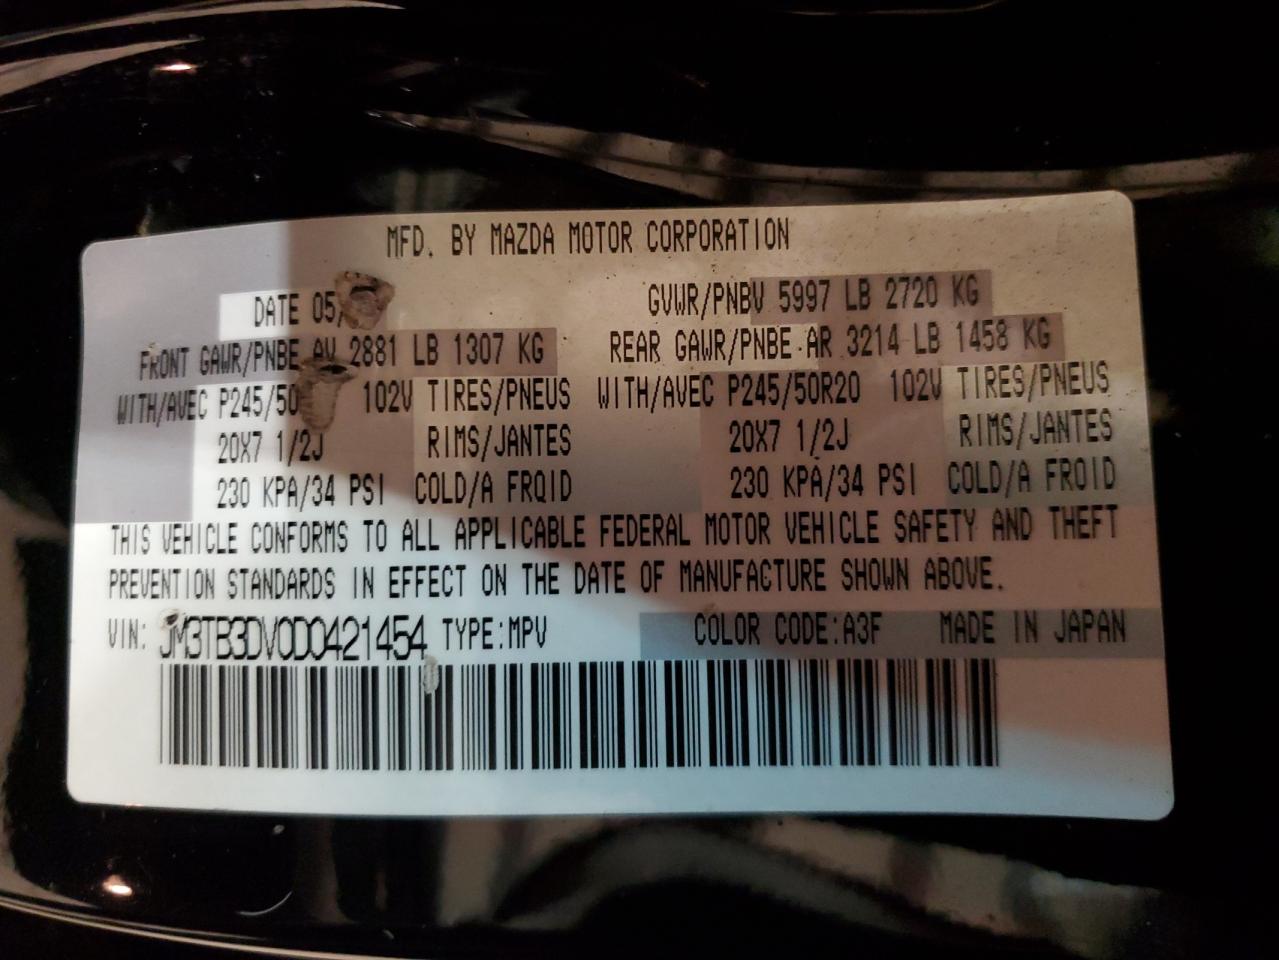 MFD. BY MAZDA MOTOR CORPORATION
DATE 05/ GVWR/PNBV 5997 LB 2720 KG
FRONT GAWR/PNBE AV 2881 LB 1307 KG REAR GAWR/PNBE AR 3214 LB 1458 KG
WITH/AVEC P245/50 102V TIRES/PNEUS WITH/AVEC P245/50R20 102V TIRES/PNEUS
20X7 1/2J RIMS/JANTES 20X7 1/2J RIMS/JANTES
230 KPA/34 PSI COLD/A FROID 230 KPA/34 PSI COLD/A FROID
THIS VEHICLE CONFORMS TO ALL APPLICABLE FEDERAL MOTOR VEHICLE SAFETY AND THEFT
PREVENTION STANDARDS IN EFFECT ON THE DATE OF MANUFACTURE SHOWN ABOVE.
VIN: JM3TB3DV0D0421454 TYPE:MPV COLOR CODE:A3F MADE IN JAPAN